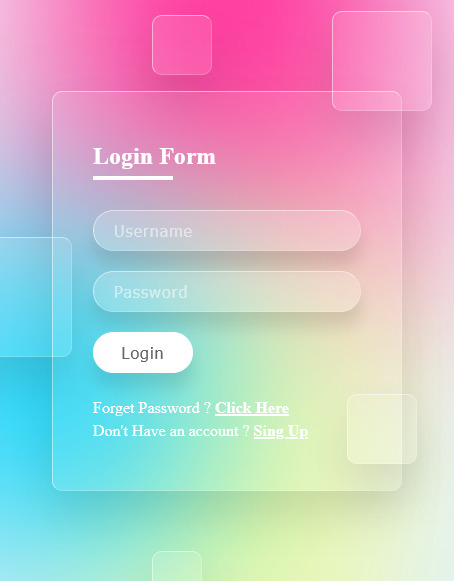 Login Form
Username
Password
Login
Forget Password ? Click Here
Don't Have an account ? Sing Up